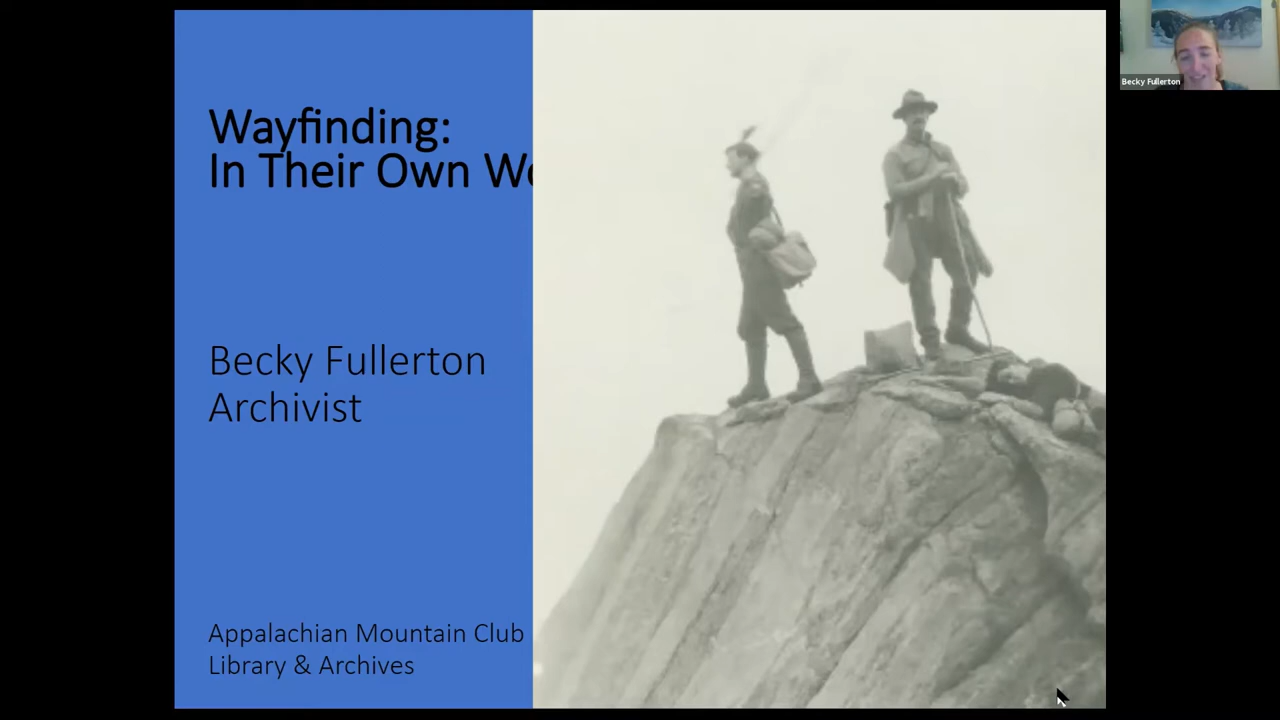 Wayfinding:
In Their Own
Becky Fullerton
Archivist
Appalachian Mountain Club
Library & Archives
Becky Fullerton